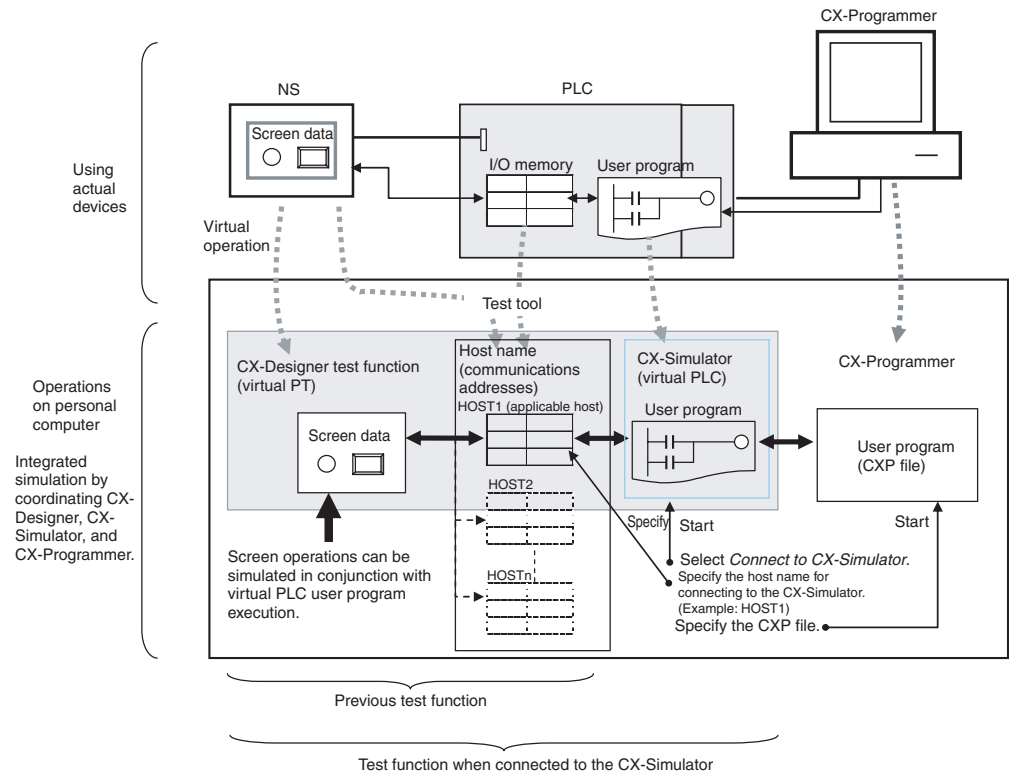 CX-Programmer
NS
PLC
Screen data
I/O memory
User program
Using
actual
devices
Virtual
operation
Test tool
CX-Designer test function
(virtual PT)
Host name
(communications
addresses)
HOST1 (applicable host)
CX-Simulator
(virtual PLC)
CX-Programmer
User program
Screen data
User program
(CXP file)
Operations
on personal
computer
Integrated
simulation by
coordinating CX-
Designer, CX-
Simulator, and
CX-Programmer.
HOST2
HOSTn
Specify
Start
Start
Screen operations can be
simulated in conjunction with
virtual PLC user program
execution.
Select Connect to CX-Simulator.
Specify the host name for
connecting to the CX-Simulator.
(Example: HOST1)
Specify the CXP file.
Previous test function
Test function when connected to the CX-Simulator